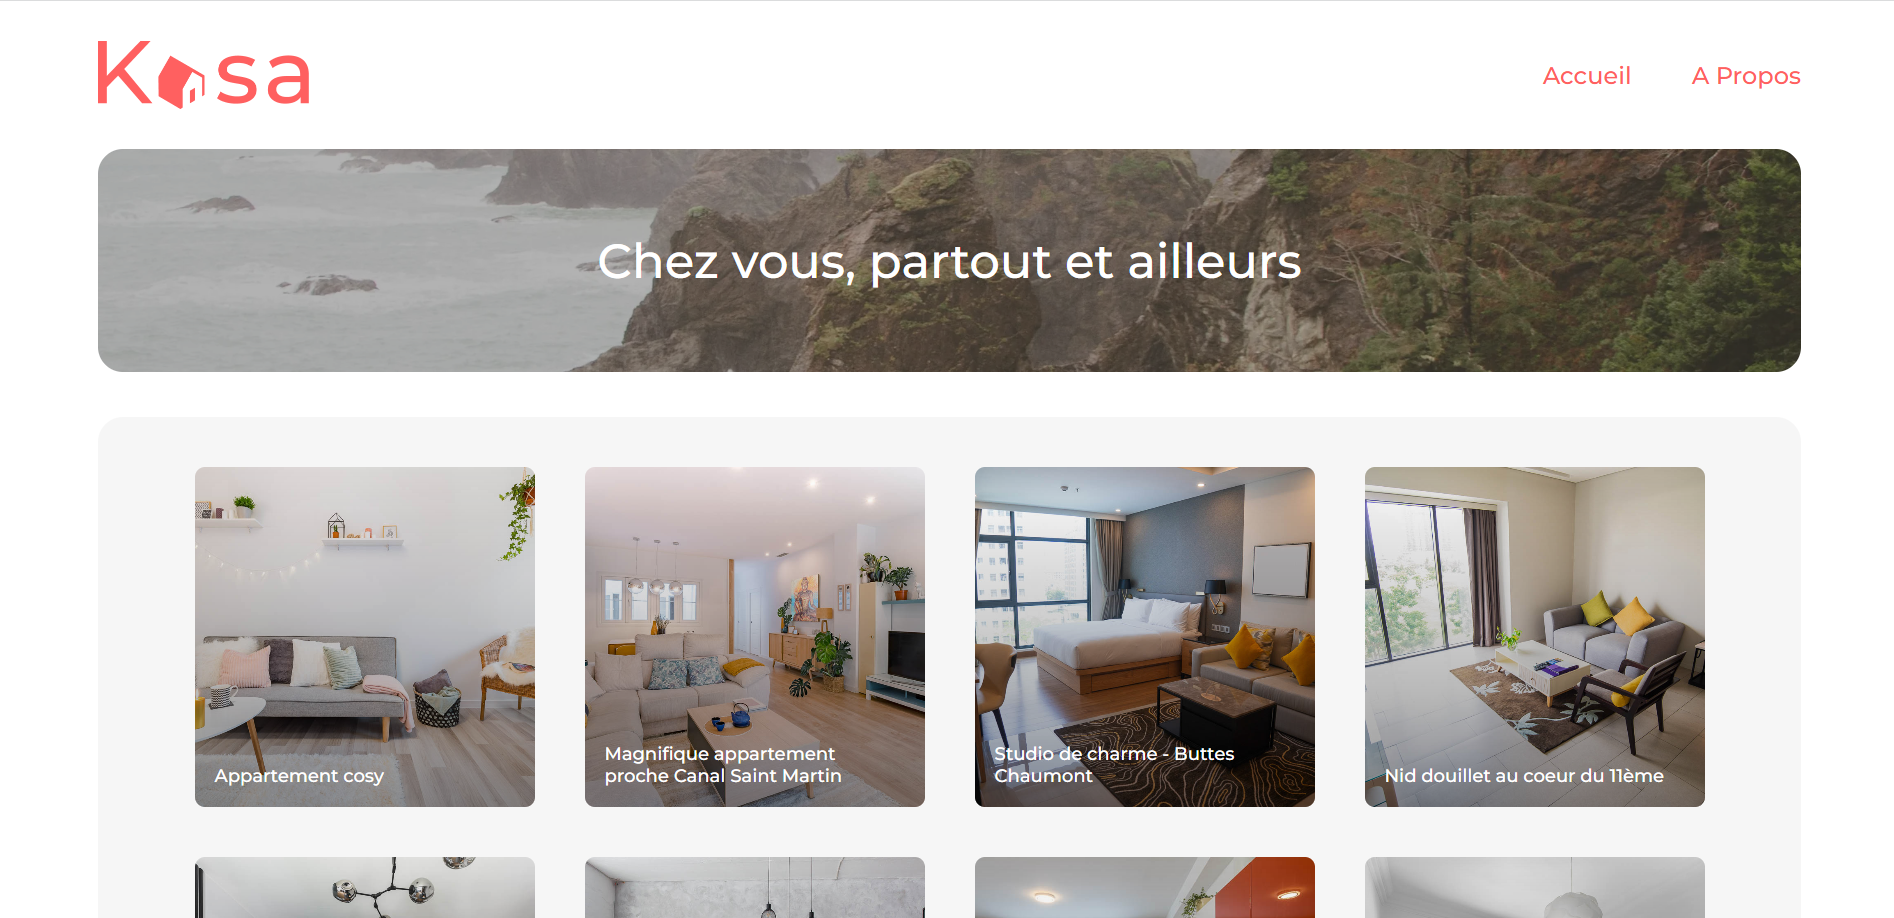 Kasa
Accueil
A Propos
Chez vous, partout et ailleurs
Appartement cosy
Magnifique appartement
proche Canal Saint Martin
Studio de charme - Buttes
Chaumont
Nid douillet au coeur du 11ème